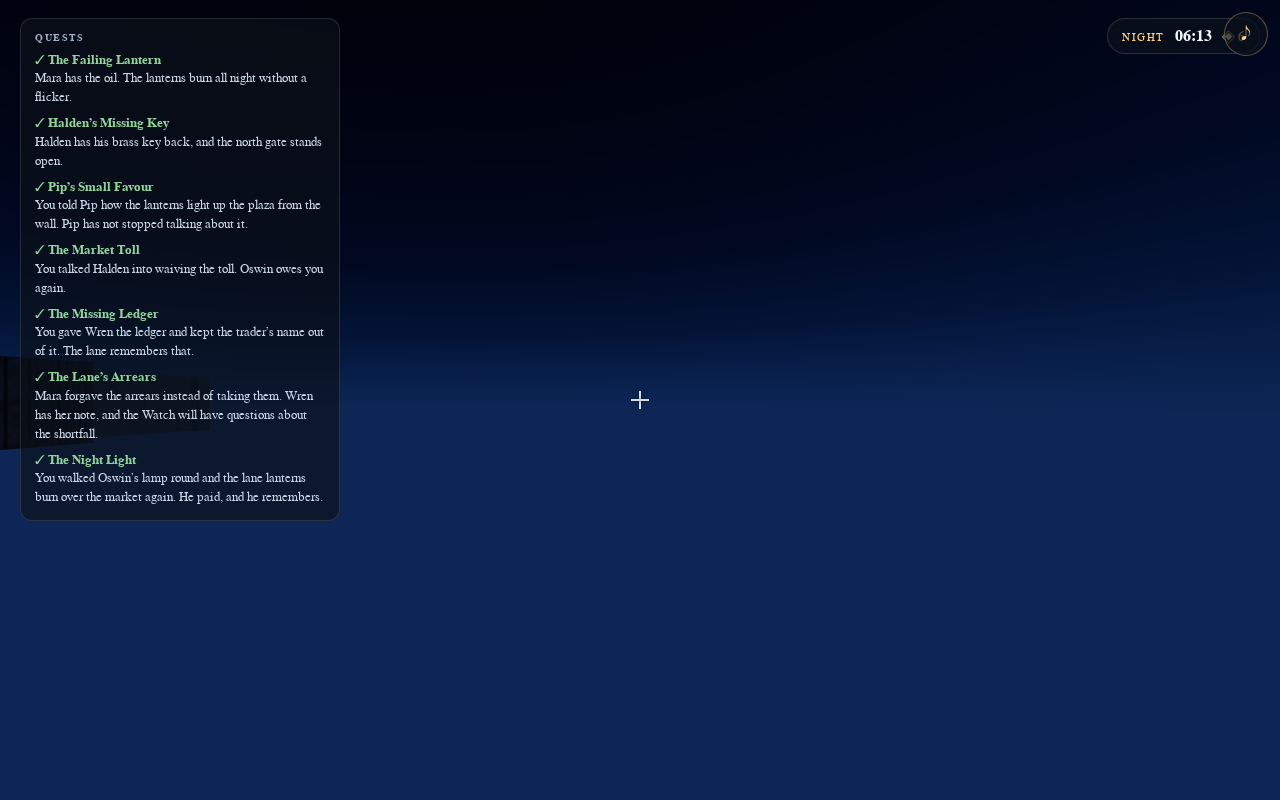 QUESTS
✓ The Failing Lantern
Mara has the oil. The lanterns burn all night without a
flicker.
✓ Halden's Missing Key
Halden has his brass key back, and the north gate stands
open.
✓ Pip's Small Favour
You told Pip how the lanterns light up the plaza from the
wall. Pip has not stopped talking about it.
✓ The Market Toll
You talked Halden into waiving the toll. Oswin owes you
again.
✓ The Missing Ledger
You gave Wren the ledger and kept the trader's name out
of it. The lane remembers that.
✓ The Lane's Arrears
Mara forgave the arrears instead of taking them. Wren
has her note, and the Watch will have questions about
the shortfall.
✓ The Night Light
You walked Oswin's lamp round and the lane lanterns
burn over the market again. He paid, and he remembers.
NIGHT 06:13